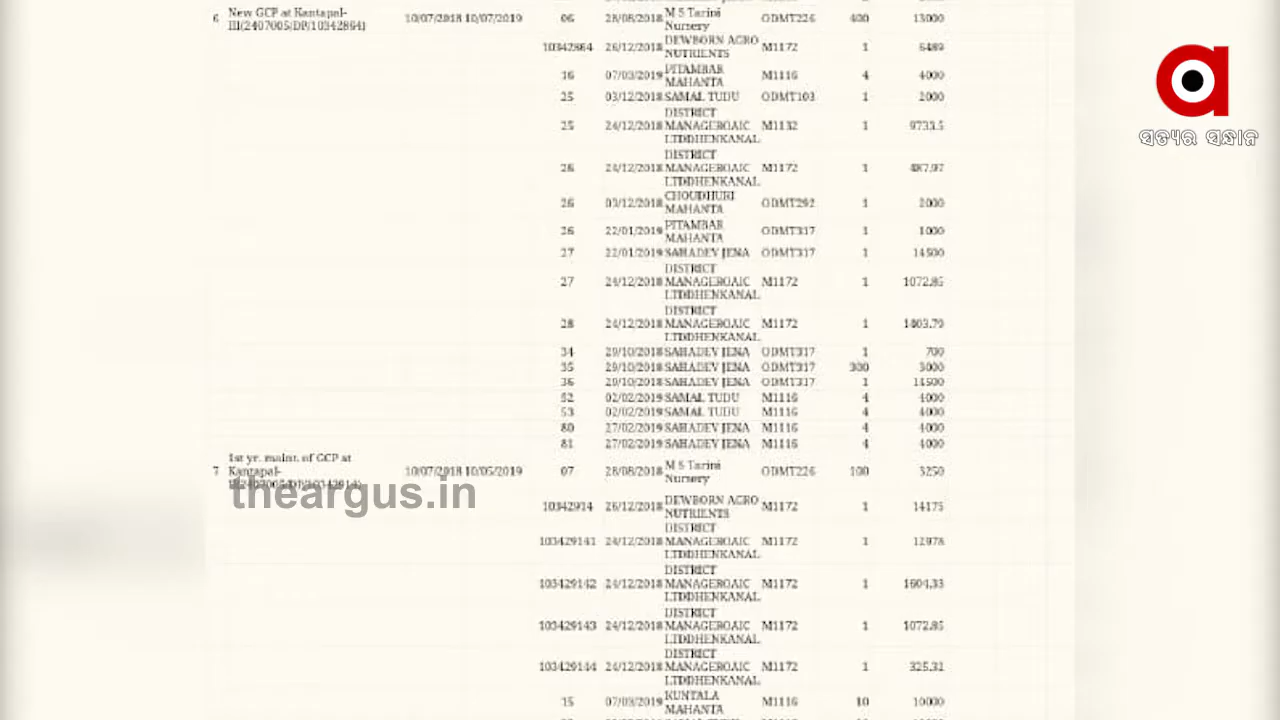 6 New GCP at Kantapal-III(2407005/DP/10342864) 10/07/2018 10/07/2019 06 28/08/2018 M S Tarini Nursery ODMT226 400 13000
10342864 26/12/2018 DEWBORN AGRO NUTRIENTS M1172 1 6489
16 07/03/2019 PITAMBAR MAHANTA M1116 4 4000
25 03/12/2018 SAMAL TUDU ODMT103 1 2000
25 24/12/2018 DISTRICT MANAGEROAIC LTDDHENKANAL M1132 1 9733.5
26 24/12/2018 DISTRICT MANAGEROAIC LTDDHENKANAL M1172 1 487.97
26 03/12/2018 CHOUDHURI MAHANTA ODMT292 1 2000
26 22/01/2019 PITAMBAR MAHANTA ODMT317 1 1000
27 22/01/2019 SAHADEV JENA ODMT317 1 14500
27 24/12/2018 DISTRICT MANAGEROAIC LTDDHENKANAL M1172 1 1072.85
28 24/12/2018 DISTRICT MANAGEROAIC LTDDHENKANAL M1172 1 1403.79
34 29/10/2018 SAHADEV JENA ODMT317 1 700
35 29/10/2018 SAHADEV JENA ODMT317 300 3000
36 29/10/2018 SAHADEV JENA ODMT317 1 14500
52 02/02/2019 SAMAL TUDU M1116 4 4000
53 02/02/2019 SAMAL TUDU M1116 4 4000
80 27/02/2019 SAHADEV JENA M1116 4 4000
81 27/02/2019 SAHADEV JENA M1116 4 4000
7 1st yr. maint. of GCP at Kantapal- 10/07/2018 10/05/2019 07 28/08/2018 M S Tarini Nursery ODMT226 100 3250
10342914 26/12/2018 DEWBORN AGRO NUTRIENTS M1172 1 14175
103429141 24/12/2018 DISTRICT MANAGEROAIC LTDDHENKANAL M1172 1 12978
103429142 24/12/2018 DISTRICT MANAGEROAIC LTDDHENKANAL M1172 1 1604.33
103429143 24/12/2018 DISTRICT MANAGEROAIC LTDDHENKANAL M1172 1 1072.85
103429144 24/12/2018 DISTRICT MANAGEROAIC LTDDHENKANAL M1172 1 325.31
15 07/03/2019 KUNTALA MAHANTA M1116 10 10000
theargus.in
ସତ୍ୟର ସନ୍ଧାନ